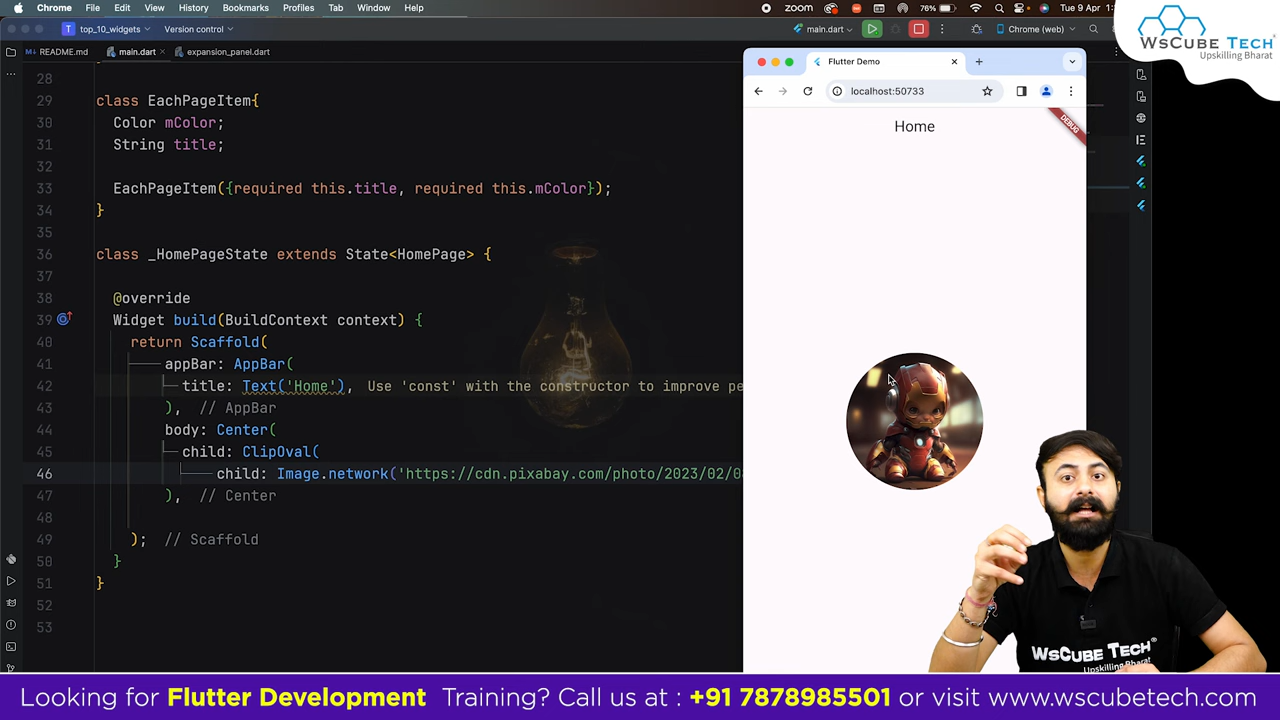 Chrome File Edit View History Bookmarks Profiles Tab Window Help zoom 76% Tue 9 Apr
T top_10_widgets Version control main.dart Chrome (web)
README.md main.dart expansion_panel.dart
WsCube Tech
Upskilling Bharat
Flutter Demo
localhost:50733
Home
DEBUG
28
29 class EachPageItem{
30 Color mColor;
31 String title;
32
33 EachPageItem({required this.title, required this.mColor});
34 }
35
36 class _HomePageState extends State<HomePage> {
37
38 @override
39 Widget build(BuildContext context) {
40 return Scaffold(
41 appBar: AppBar(
42 title: Text('Home'), Use 'const' with the constructor to improve
43 ), // AppBar
44 body: Center(
45 child: ClipOval(
46 child: Image.network('https://cdn.pixabay.com/photo/2023/02/0
47 ), // Center
48
49 ); // Scaffold
50 }
51 }
52
53
WsCube Tech
Upskilling Bharat
Looking for Flutter Development Training? Call us at : +91 7878985501 or visit www.wscubetech.com